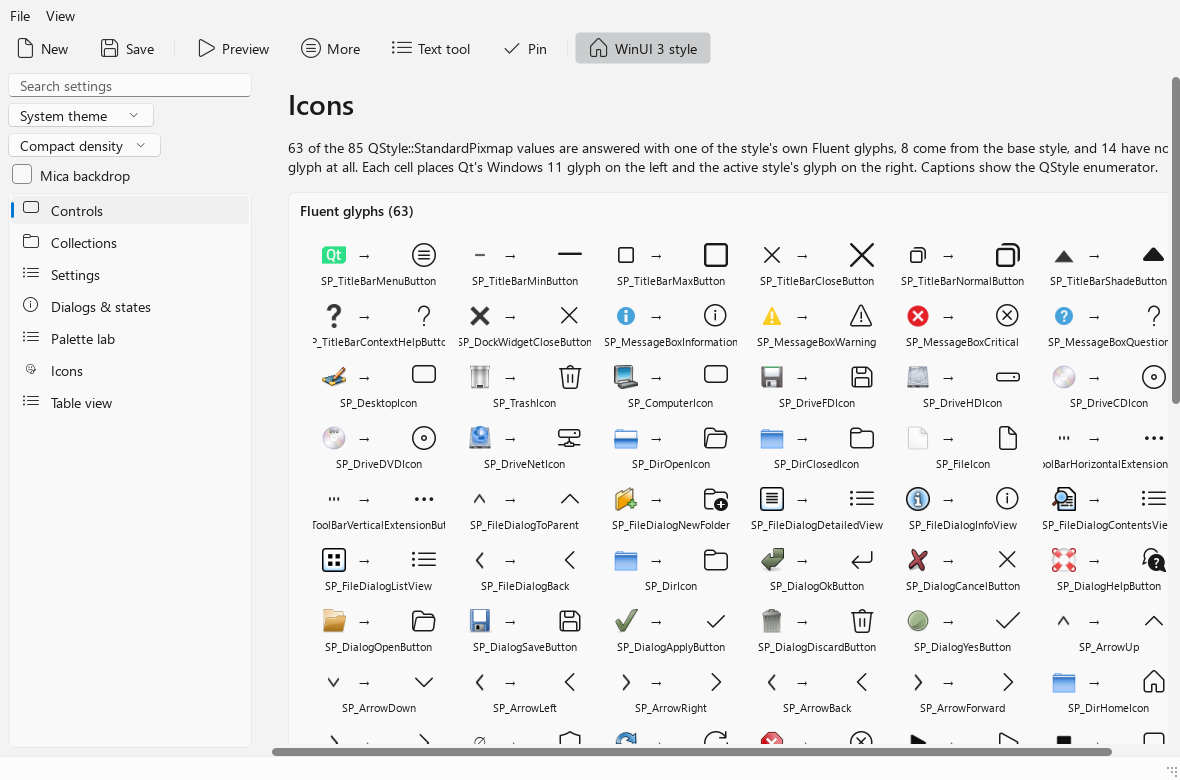 File View
New Save Preview More Text tool Pin WinUI 3 style
Search settings
System theme
Compact density
Mica backdrop
Controls
Collections
Settings
Dialogs & states
Palette lab
Icons
Table view
Icons
63 of the 85 QStyle::StandardPixmap values are answered with one of the style's own Fluent glyphs, 8 come from the base style, and 14 have no
glyph at all. Each cell places Qt's Windows 11 glyph on the left and the active style's glyph on the right. Captions show the QStyle enumerator.
Fluent glyphs (63)
Qt
SP_TitleBarMenuButton SP_TitleBarMinButton SP_TitleBarMaxButton SP_TitleBarCloseButton SP_TitleBarNormalButton SP_TitleBarShadeButton
P_TitleBarContextHelpButto SP_DockWidgetCloseButton SP_MessageBoxInformation SP_MessageBoxWarning SP_MessageBoxCritical SP_MessageBoxQuestion
SP_DesktopIcon SP_TrashIcon SP_ComputerIcon SP_DriveFDIcon SP_DriveHDIcon SP_DriveCDIcon
SP_DriveDVDIcon SP_DriveNetIcon SP_DirOpenIcon SP_DirClosedIcon SP_FileIcon oolBarHorizontalExtension
ToolBarVerticalExtensionBut SP_FileDialogToParent SP_FileDialogNewFolder SP_FileDialogDetailedView SP_FileDialogInfoView SP_FileDialogContentsVie
SP_FileDialogListView SP_FileDialogBack SP_DirIcon SP_DialogOkButton SP_DialogCancelButton SP_DialogHelpButton
SP_DialogOpenButton SP_DialogSaveButton SP_DialogApplyButton SP_DialogDiscardButton SP_DialogYesButton SP_ArrowUp
SP_ArrowDown SP_ArrowLeft SP_ArrowRight SP_ArrowBack SP_ArrowForward SP_DirHomeIcon